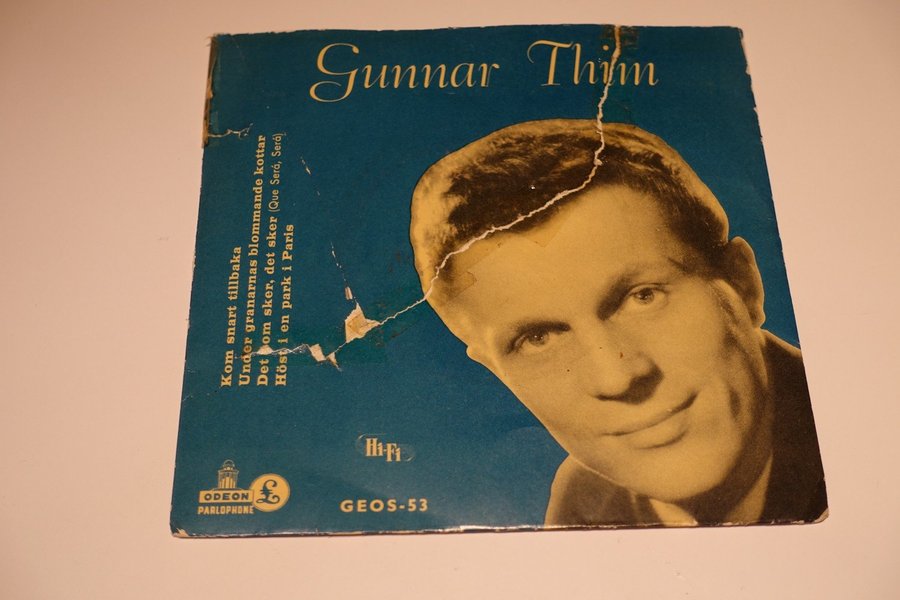 Gunnar Thim
Kom snart tillbaka
Under granarnas blommande kottar
Det som sker, det sker (Que Será, Será)
Höst i en park i Paris
Hi-Fi
ODEON
PARLOPHONE
£
GEOS-53